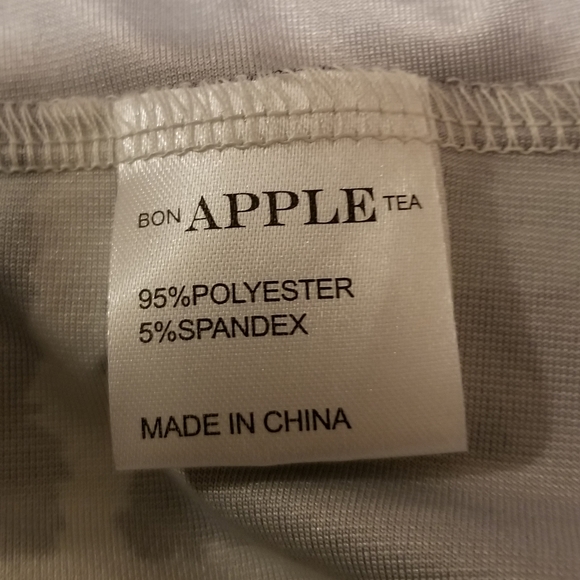 BON APPLE TEA
95%POLYESTER
5%SPANDEX
MADE IN CHINA